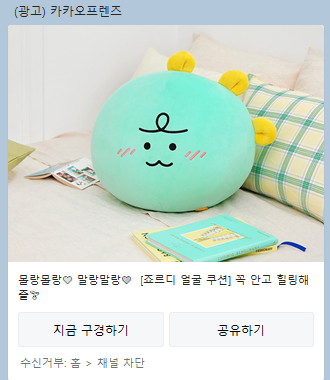 (광고) 카카오프렌즈
몰랑몰랑♡ 말랑말랑♡ [죠르디 얼굴 쿠션] 꼭 안고 힐링해
욜🕊
지금 구경하기
공유하기
수신거부: 홈 > 채널 차단